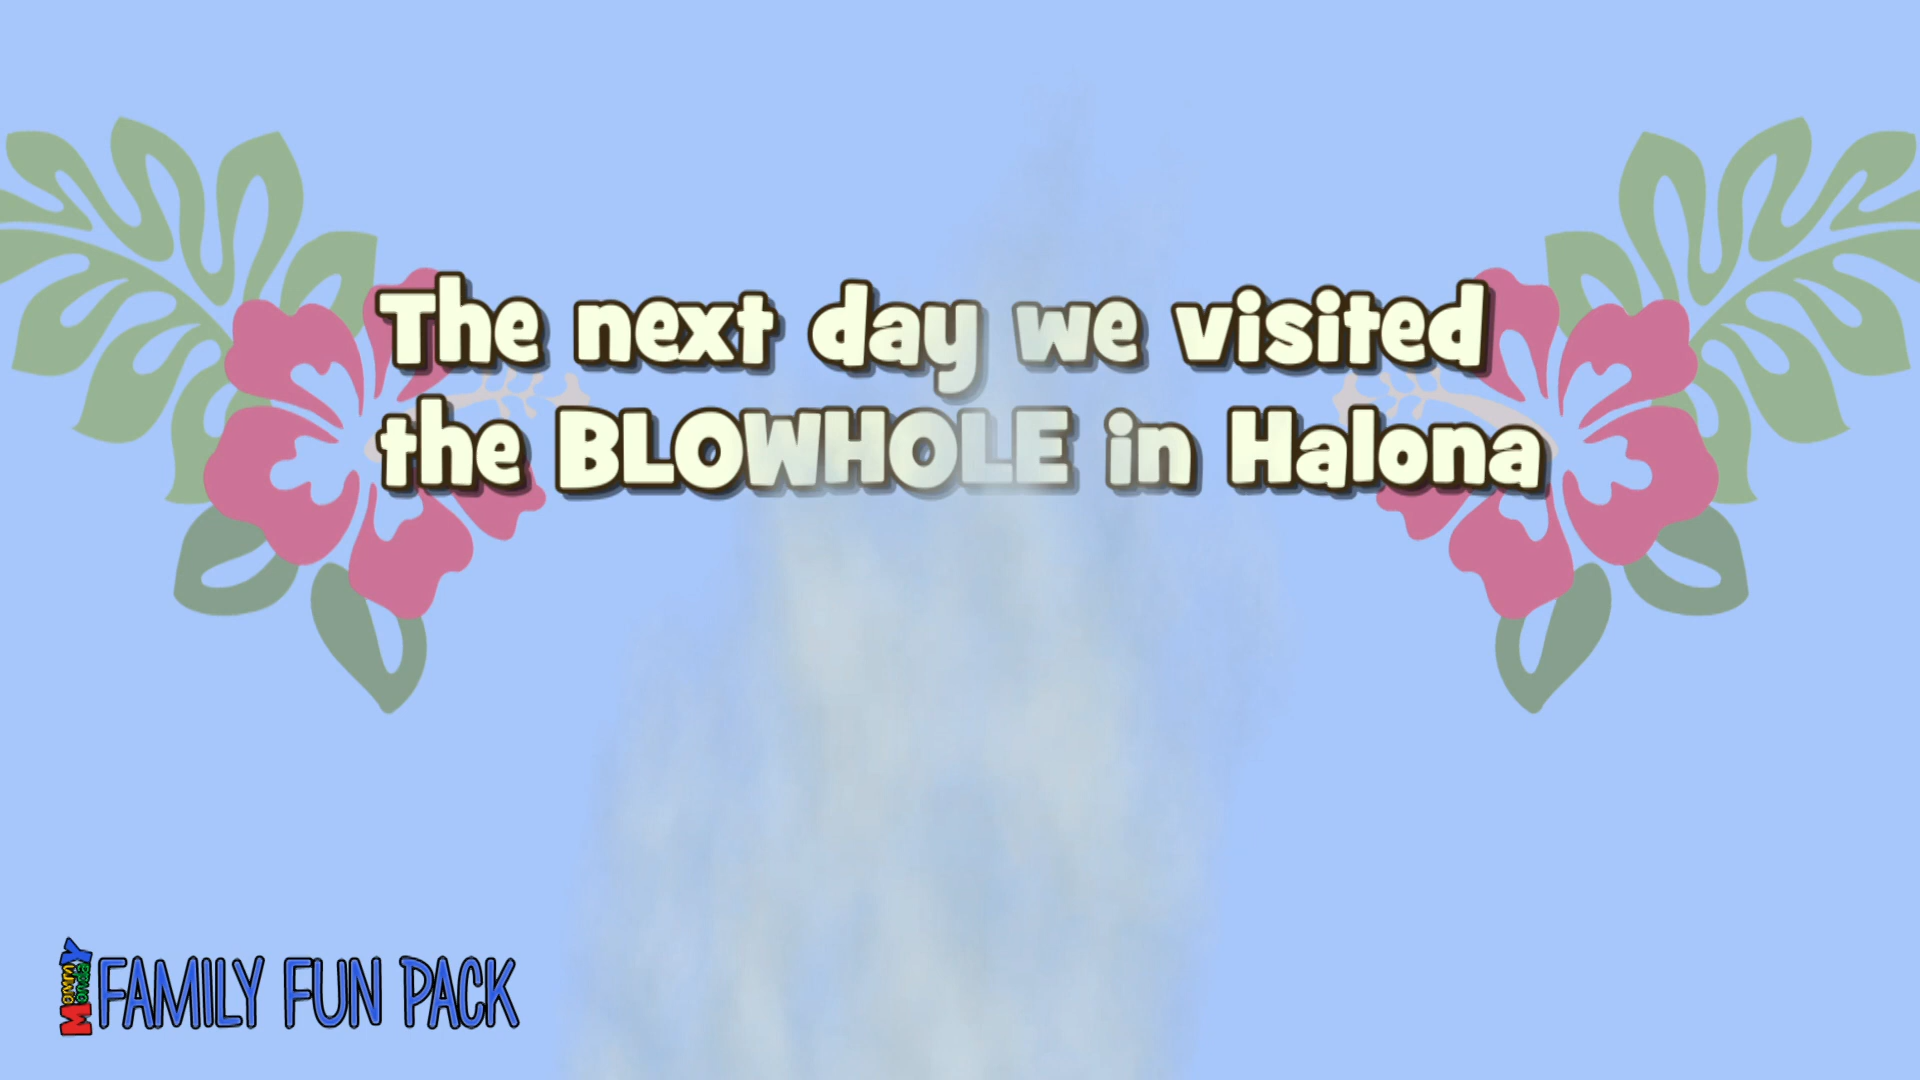 The next day we visited
the BLOWHOLE in Halona
FAMILY FUN PACK